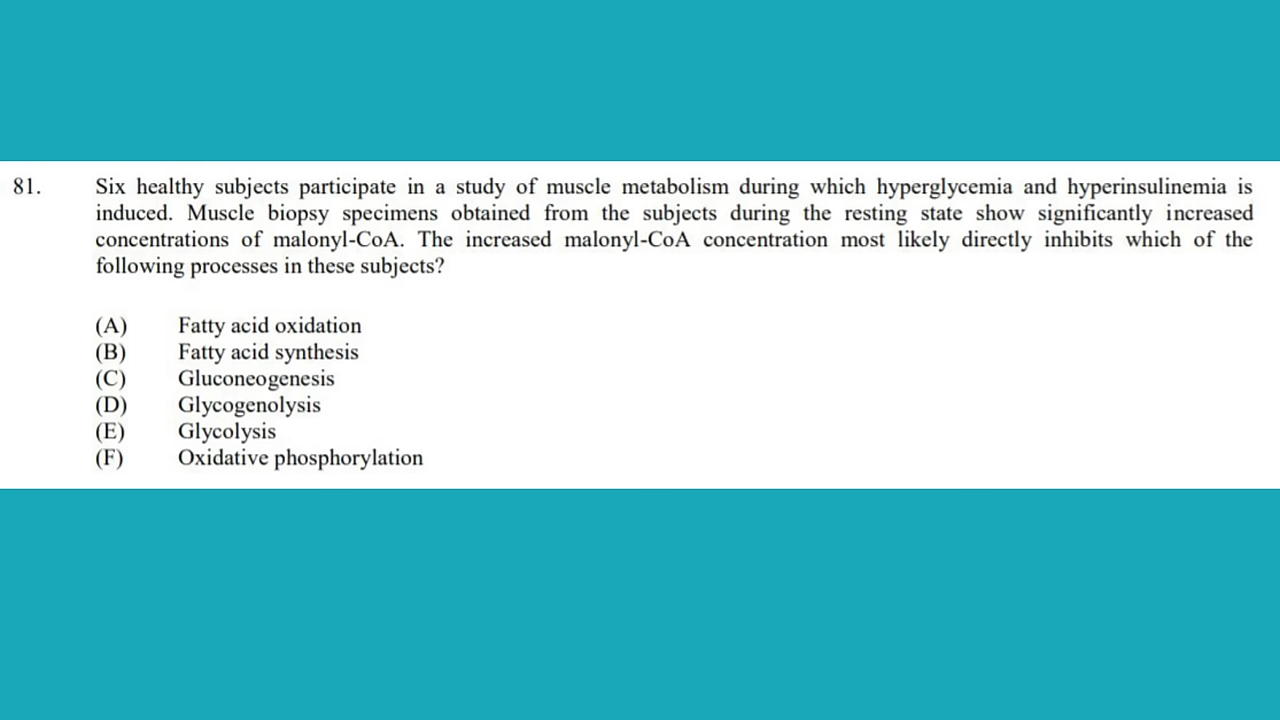 81. Six healthy subjects participate in a study of muscle metabolism during which hyperglycemia and hyperinsulinemia is
induced. Muscle biopsy specimens obtained from the subjects during the resting state show significantly increased
concentrations of malonyl-CoA. The increased malonyl-CoA concentration most likely directly inhibits which of the
following processes in these subjects?
(A) Fatty acid oxidation
(B) Fatty acid synthesis
(C) Gluconeogenesis
(D) Glycogenolysis
(E) Glycolysis
(F) Oxidative phosphorylation